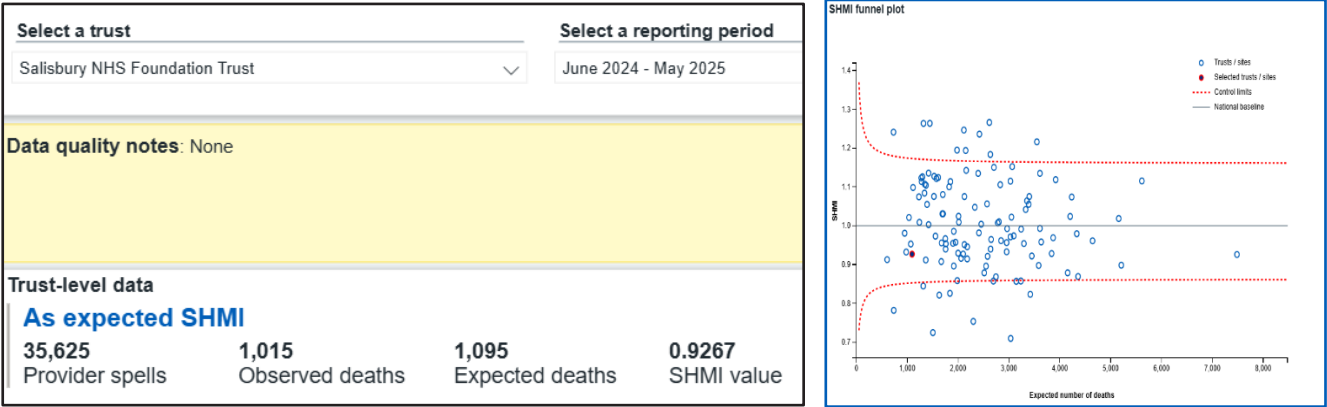 Select a trust
Select a reporting period
Salisbury NHS Foundation Trust
June 2024 - May 2025
Data quality notes: None
Trust-level data
As expected SHMI
35,625 1,015 1,095 0.9267
Provider spells Observed deaths Expected deaths SHMI value
SHMI funnel plot
Trusts / sites
Selected trusts / sites
Control limits
National baseline
1.4
1.3
1.2
1.1
1.0
0.9
0.8
0.7
SHMI
0 1,000 2,000 3,000 4,000 5,000 6,000 7,000 8,000
Expected number of deaths